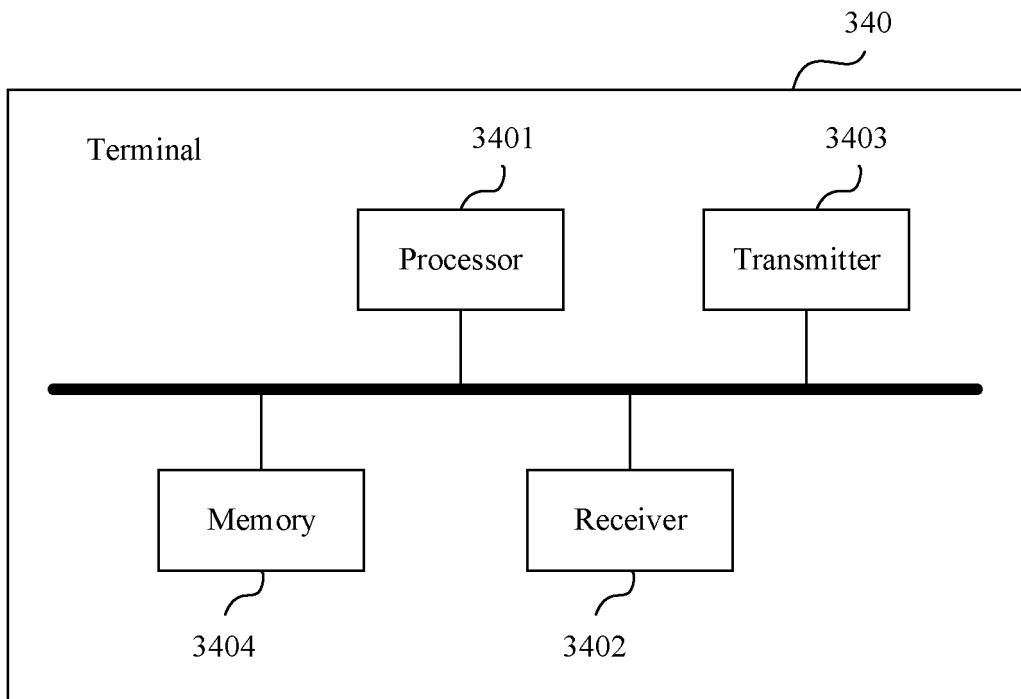 340
Terminal
3401
3403
Processor
Transmitter
Memory
Receiver
3404
3402